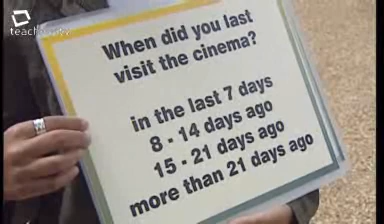 When did you last
visit the cinema?
in the last 7 days
8 - 14 days ago
15 - 21 days ago
more than 21 days ago